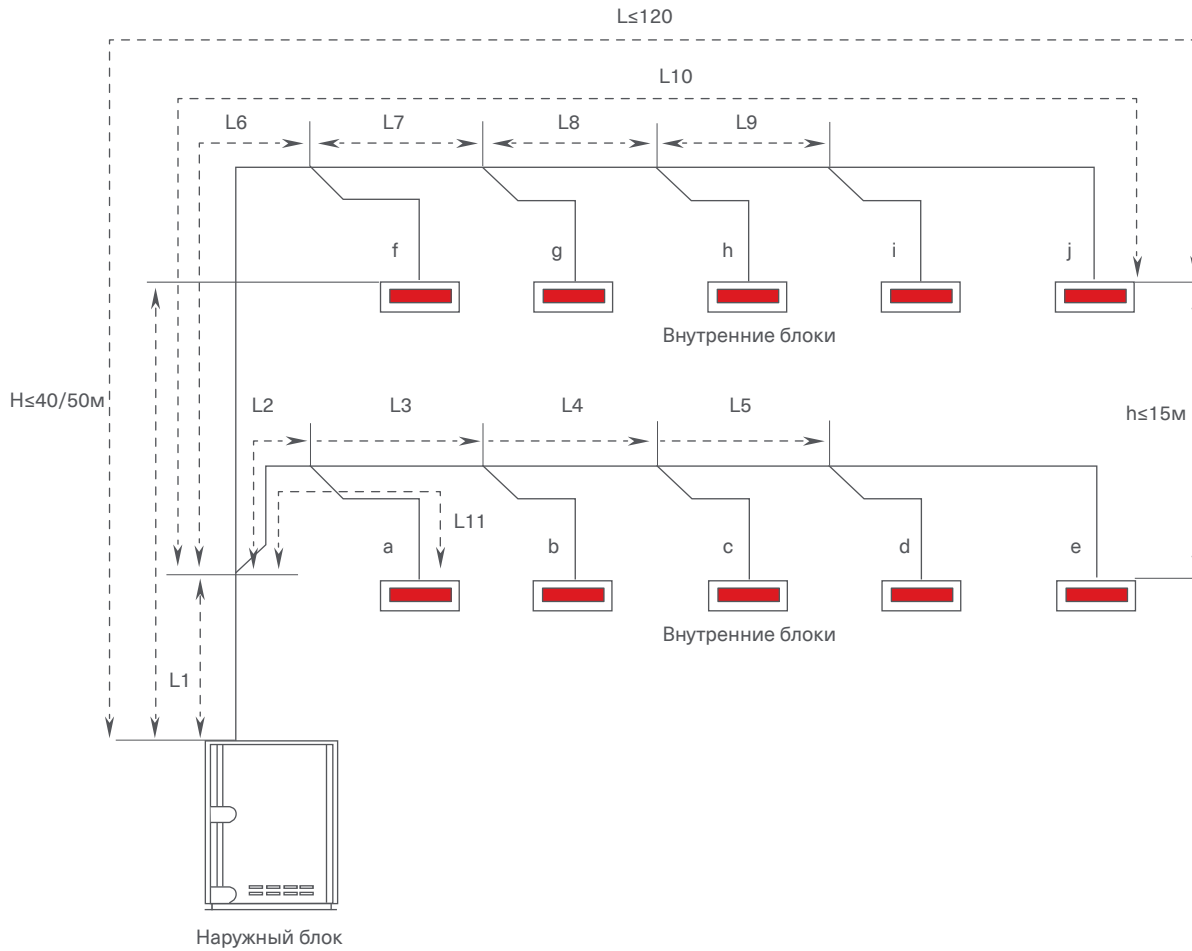 L≤120
L10
L6
L7
L8
L9
f
g
h
i
j
Внутренние блоки
H≤40/50м
h≤15м
L2
L3
L4
L5
L11
a
b
c
d
e
Внутренние блоки
L1
Наружный блок